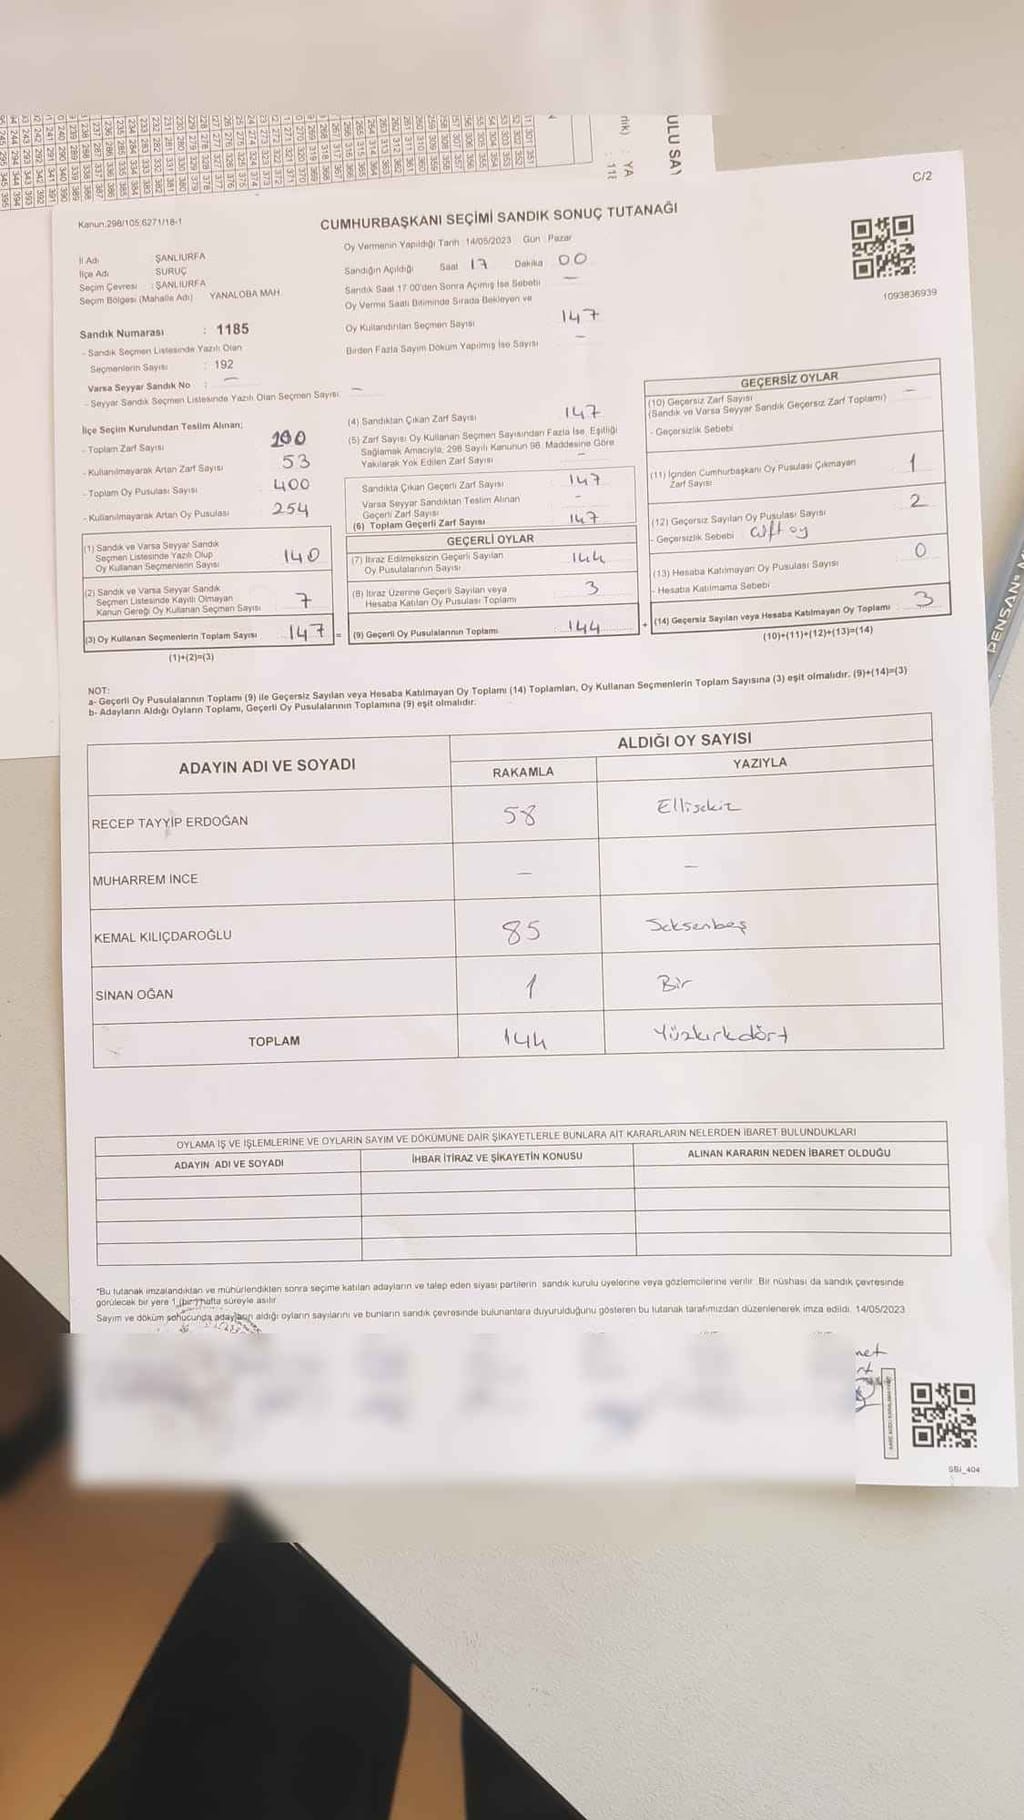 ULU SAY
C/2
Kanun:298/105;6271/18-1
CUMHURBAŞKANI SEÇİMİ SANDIK SONUÇ TUTANAĞI
Oy Vermenin Yapıldığı Tarih 14/05/2023 Gün Pazar
İl Adı ŞANLIURFA
İlçe Adı SURUÇ
Seçim Çevresi : ŞANLIURFA
Seçim Bölgesi (Mahalle Adı) YANALOBA MAH.
Sandığın Açıldığı Saat 17 Dakika 00
Sandık Saat 17:00'den Sonra Açımış İse Sebebi –
Oy Verme Saati Bitiminde Sırada Bekleyen ve
Oy Kullandırılan Seçmen Sayısı 147
Birden Fazla Sayım Döküm Yapılmış İse Sayısı –
1093836939
Sandık Numarası : 1185
- Sandık Seçmen Listesinde Yazılı Olan
Seçmenlerin Sayısı : 192
Varsa Seyyar Sandık No : –
- Seyyar Sandık Seçmen Listesinde Yazılı Olan Seçmen Sayısı: –
İlçe Seçim Kurulundan Teslim Alınan;
- Toplam Zarf Sayısı
- Kullanılmayarak Artan Zarf Sayısı 53
- Toplam Oy Pusulası Sayısı 400
- Kullanılmayarak Artan Oy Pusulası 254
(1) Sandık ve Varsa Seyyar Sandık
Seçmen Listesinde Yazılı Olup
Oy Kullanan Seçmenlerin Sayısı 140
(2) Sandık ve Varsa Seyyar Sandık
Seçmen Listesinde Kayıtlı Olmayan
Kanun Gereği Oy Kullanan Seçmen Sayısı 7
(3) Oy Kullanan Seçmenlerin Toplam Sayısı 147 =
(1)+(2)=(3)
(4) Sandıktan Çıkan Zarf Sayısı 147
(5) Zarf Sayısı Oy Kullanan Seçmen Sayısından Fazla İse, Eşitliği
Sağlamak Amacıyla, 298 Sayılı Kanunun 98. Maddesine Göre
Yakılarak Yok Edilen Zarf Sayısı –
Sandıkta Çıkan Geçerli Zarf Sayısı 147
Varsa Seyyar Sandıktan Teslim Alınan
Geçerli Zarf Sayısı -
(6) Toplam Geçerli Zarf Sayısı 147
GEÇERLİ OYLAR
(7) İtiraz Edilmeksizin Geçerli Sayılan
Oy Pusulalarının Sayısı 144
(8) İtiraz Üzerine Geçerli Sayılan veya
Hesaba Katılan Oy Pusulası Toplamı 3
(9) Geçerli Oy Pusulalarının Toplamı 144 +
GEÇERSİZ OYLAR
(10) Geçersiz Zarf Sayısı –
(Sandık ve Varsa Seyyar Sandık Geçersiz Zarf Toplamı)
- Geçersizlik Sebebi
(11) İçinden Cumhurbaşkanı Oy Pusulası Çıkmayan
Zarf Sayısı 1
(12) Geçersiz Sayılan Oy Pusulası Sayısı 2
- Geçersizlik Sebebi çift oy
(13) Hesaba Katılmayan Oy Pusulası Sayısı 0
- Hesaba Katılmama Sebebi
(14) Geçersiz Sayılan veya Hesaba Katılmayan Oy Toplamı 3
(10)+(11)+(12)+(13)=(14)
NOT:
a- Geçerli Oy Pusulalarının Toplamı (9) ile Geçersiz Sayılan veya Hesaba Katılmayan Oy Toplamı (14) Toplamları, Oy Kullanan Seçmenlerin Toplam Sayısına (3) eşit olmalıdır. (9)+(14)=(3)
b- Adayların Aldığı Oyların Toplamı, Geçerli Oy Pusulalarının Toplamına (9) eşit olmalıdır.
ADAYIN ADI VE SOYADI
ALDIĞI OY SAYISI
RAKAMLA YAZIYLA
RECEP TAYYİP ERDOĞAN 58 Ellisekiz
MUHARREM İNCE – –
KEMAL KILIÇDAROĞLU 85 Seksenbeş
SİNAN OĞAN 1 Bir
TOPLAM 144 Yüzkırkdört
OYLAMA İŞ VE İŞLEMLERİNE VE OYLARIN SAYIM VE DÖKÜMÜNE DAİR ŞİKAYETLERLE BUNLARA AİT KARARLARIN NELERDEN İBARET BULUNDUKLARI
ADAYIN ADI VE SOYADI İHBAR İTİRAZ VE ŞİKAYETİN KONUSU ALINAN KARARIN NEDEN İBARET OLDUĞU
*Bu tutanak imzalandıktan ve mühürlendikten sonra seçime katılan adayların ve talep eden siyasi partilerin sandık kurulu üyelerine veya gözlemcilerine verilir. Bir nüshası da sandık çevresinde
görülecek bir yere 1 (bir) hafta süreyle asılır.
Sayım ve döküm sonucunda adayların aldığı oyların sayılarını ve bunların sandık çevresinde bulunanlara duyurulduğunu gösteren bu tutanak tarafımızdan düzenlenerek imza edildi. 14/05/2023
SBİ_404
PENSAN